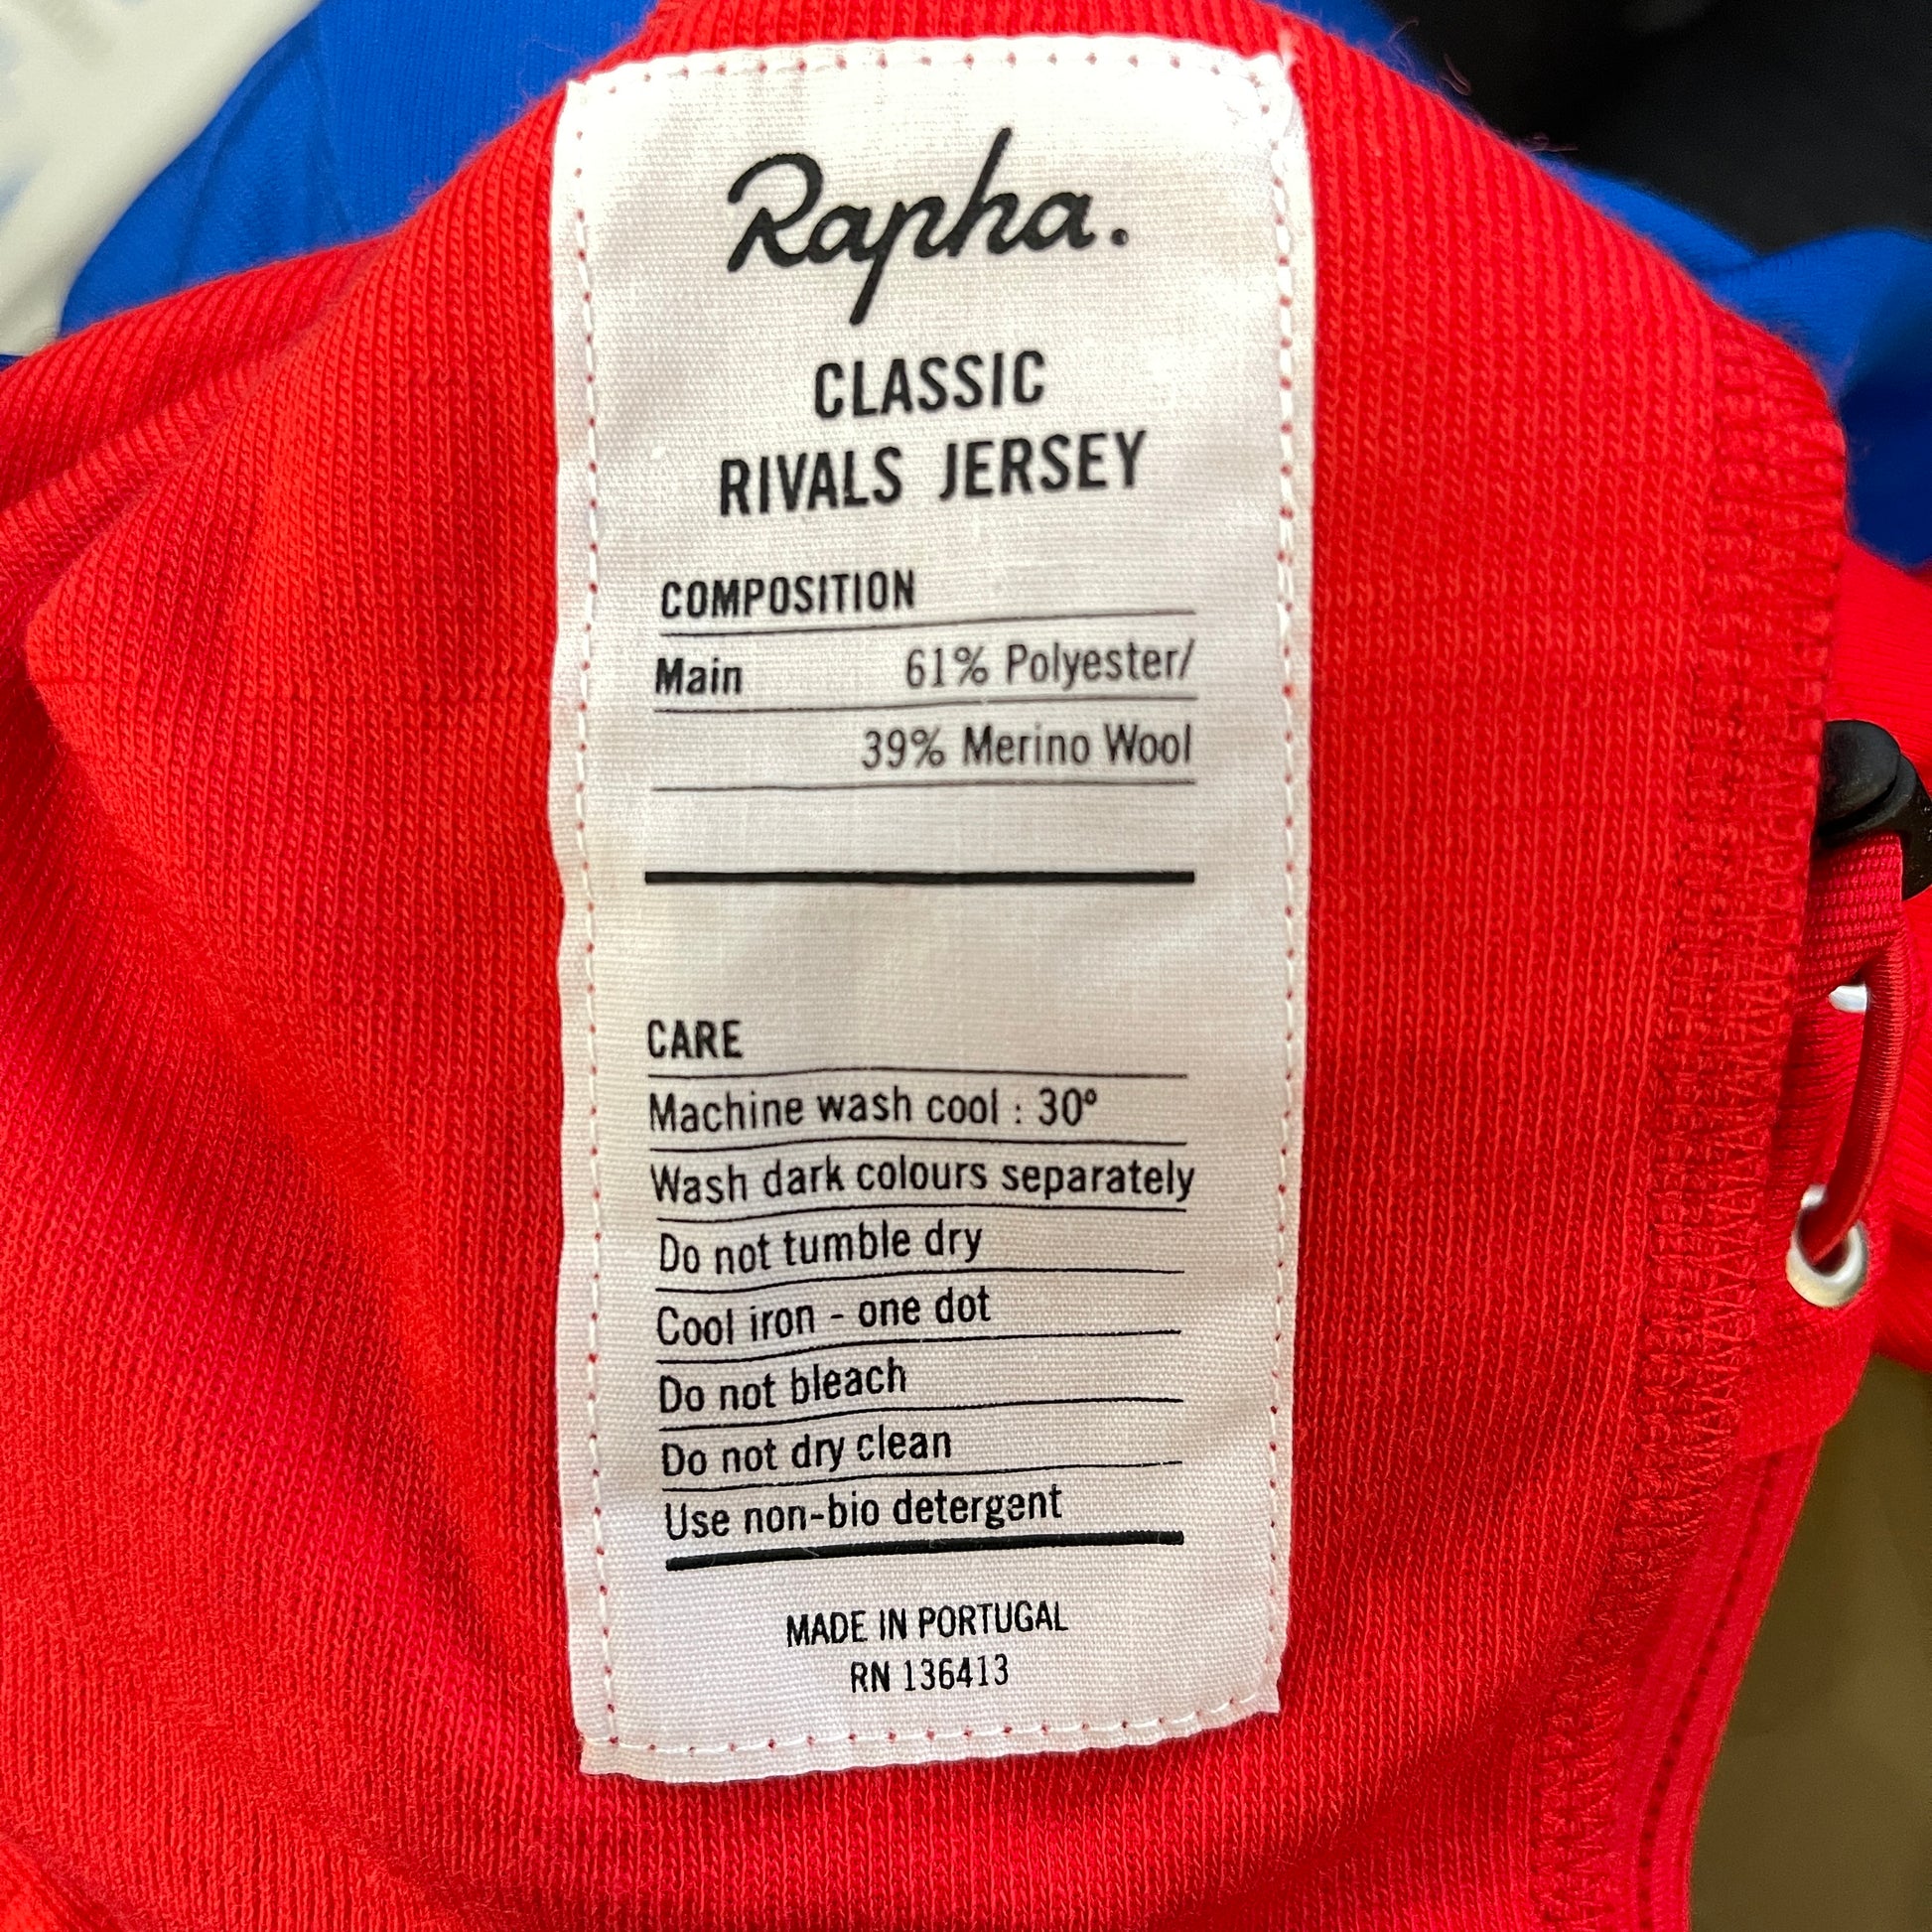 Rapha.
CLASSIC
RIVALS JERSEY
COMPOSITION
Main 61% Polyester/
39% Merino Wool
CARE
Machine wash cool : 30º
Wash dark colours separately
Do not tumble dry
Cool iron - one dot
Do not bleach
Do not dry clean
Use non-bio detergent
MADE IN PORTUGAL
RN 136413